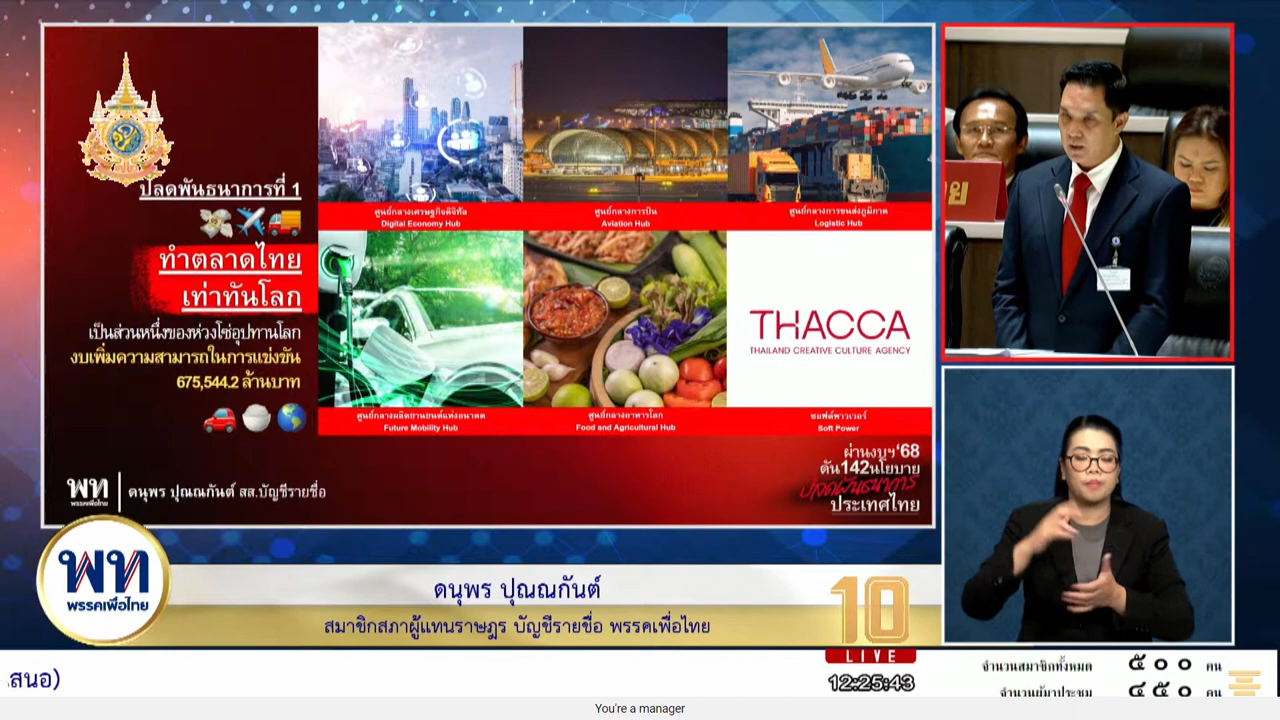 ปลดพันธนาการที่ 1
ทำตลาดไทย
เท่าทันโลก
เป็นส่วนหนึ่งของห่วงโซ่อุปทานโลก
งบเพิ่มความสามารถในการแข่งขัน
675,544.2 ล้านบาท
พท
พรรคเพื่อไทย
ดนุพร ปุณณกันต์ สส.บัญชีรายชื่อ
ศูนย์กลางเศรษฐกิจดิจิทัล
Digital Economy Hub
ศูนย์กลางการบิน
Aviation Hub
ศูนย์กลางการขนส่งภูมิภาค
Logistic Hub
ศูนย์กลางผลิตยานยนต์แห่งอนาคต
Future Mobility Hub
ศูนย์กลางอาหารโลก
Food and Agricultural Hub
THACCA
THAILAND CREATIVE CULTURE AGENCY
ซอฟต์พาวเวอร์
Soft Power
ผ่านงบฯ'68
ดัน142นโยบาย
ปลดพันธนาการ
ประเทศไทย
พท
พรรคเพื่อไทย
ดนุพร ปุณณกันต์
สมาชิกสภาผู้แทนราษฎร บัญชีรายชื่อ พรรคเพื่อไทย
10
LIVE
12:25:43
สนอ)
จำนวนสมาชิกทั้งหมด ๕๐๐ คน
จำนวนผู้มาประชุม ๔๕๐ คน
You're a manager